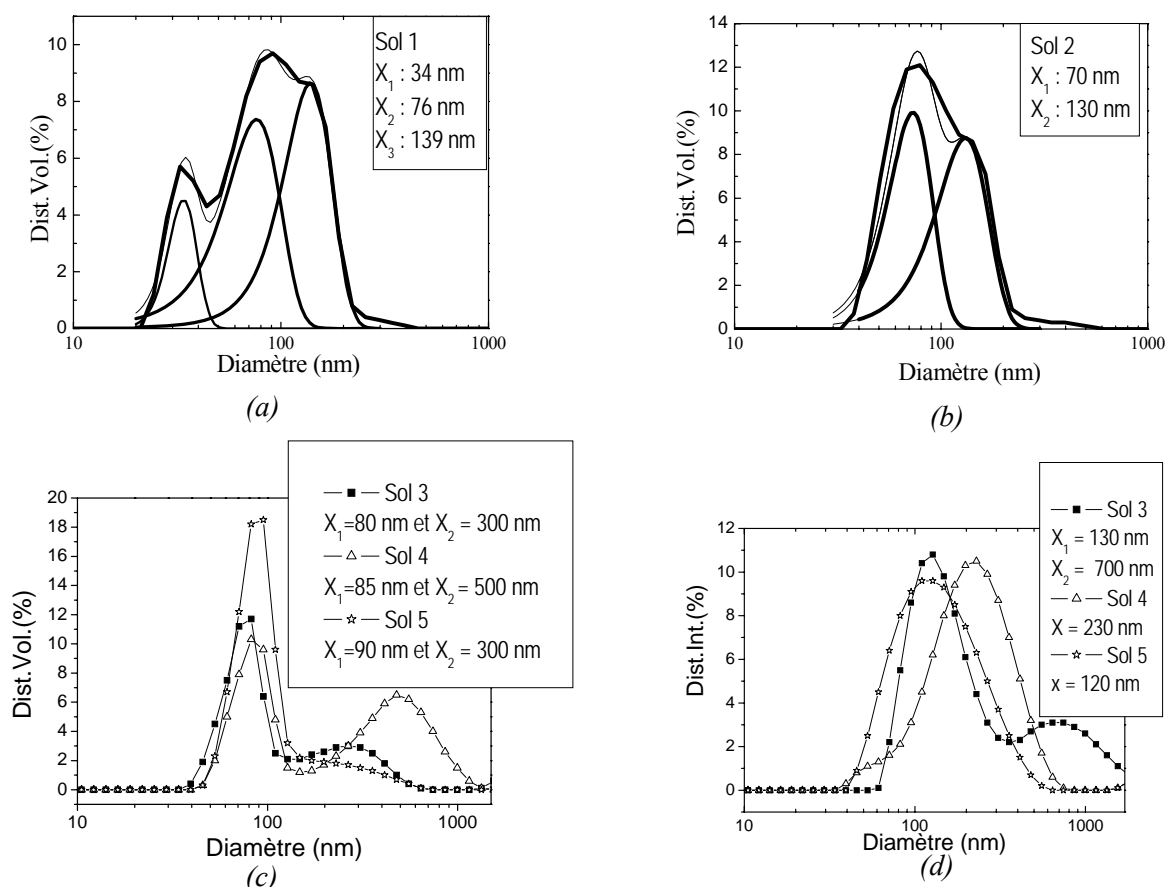 Sol 1
X1 : 34 nm
X2 : 76 nm
X3 : 139 nm
Dist.Vol.(%)
10
8
6
4
2
0
10
100
1000
Diamètre (nm)
(a)
Sol 2
X1 : 70 nm
X2 : 130 nm
Dist.Vol.(%)
14
12
10
8
6
4
2
0
10
100
1000
Diamètre (nm)
(b)
Sol 3
X1=80 nm et X2 = 300 nm
Sol 4
X1=85 nm et X2 = 500 nm
Sol 5
X1=90 nm et X2 = 300 nm
Dist.Vol.(%)
20
18
16
14
12
10
8
6
4
2
0
10
100
1000
Diamètre (nm)
(c)
Sol 3
X1 = 130 nm
X2 = 700 nm
Sol 4
X = 230 nm
Sol 5
x = 120 nm
Dist.Int.(%)
12
10
8
6
4
2
0
10
100
1000
Diamètre (nm)
(d)